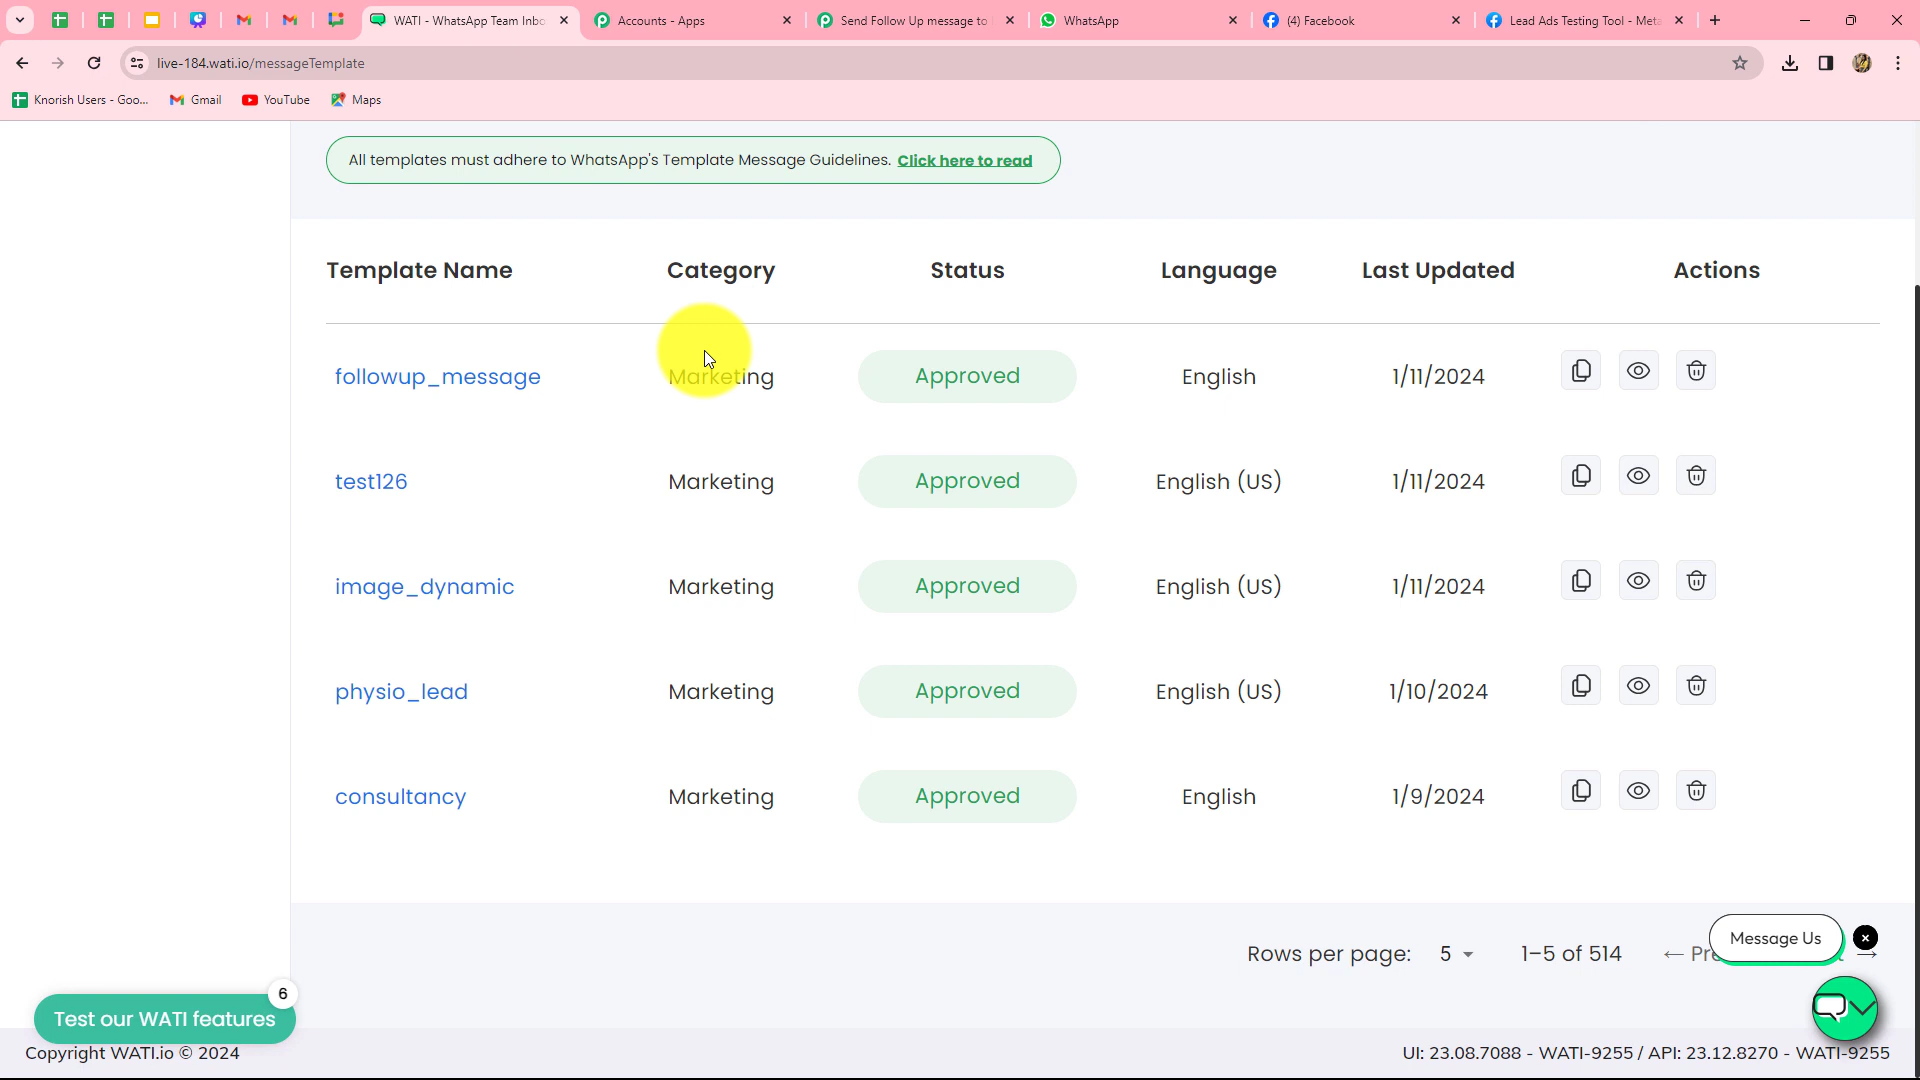 WATI - WhatsApp Team Inbo
Accounts - Apps
Send Follow Up message to
WhatsApp
(4) Facebook
Lead Ads Testing Tool - Meta
live-184.wati.io/messageTemplate
Knorish Users - Goo...
Gmail
YouTube
Maps
All templates must adhere to WhatsApp's Template Message Guidelines. Click here to read
Template Name Category Status Language Last Updated Actions
followup_message Marketing Approved English 1/11/2024
test126 Marketing Approved English (US) 1/11/2024
image_dynamic Marketing Approved English (US) 1/11/2024
physio_lead Marketing Approved English (US) 1/10/2024
consultancy Marketing Approved English 1/9/2024
Message Us
Rows per page: 5 1–5 of 514 ←
6
Test our WATI features
Copyright WATI.io © 2024
UI: 23.08.7088 - WATI-9255 / API: 23.12.8270 - WATI-9255